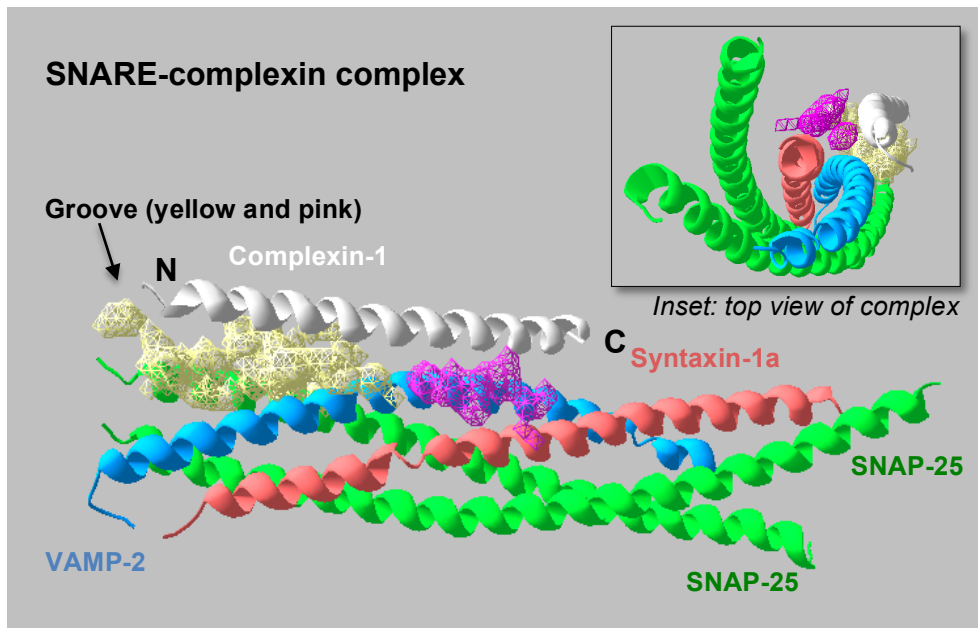 SNARE-complexin complex
Groove (yellow and pink)
N
Complexin-1
Inset: top view of complex
C
Syntaxin-1a
SNAP-25
VAMP-2
SNAP-25